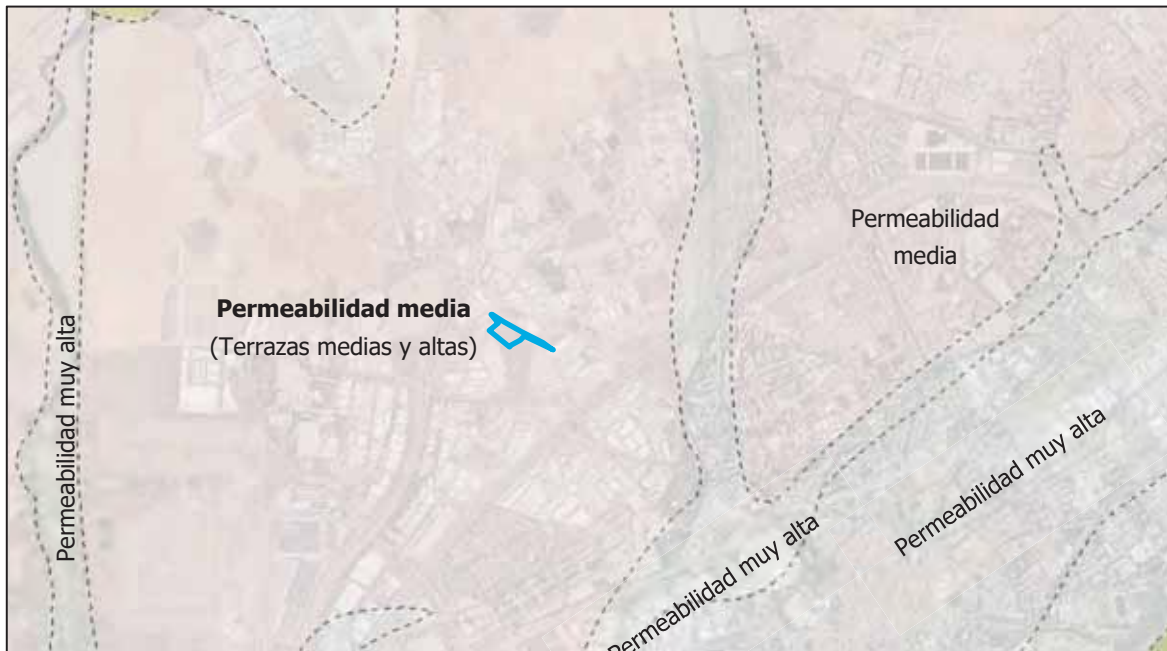 Permeabilidad
media
Permeabilidad media
(Terrazas medias y altas)
Permeabilidad muy alta
Permeabilidad muy alta
Permeabilidad muy alta